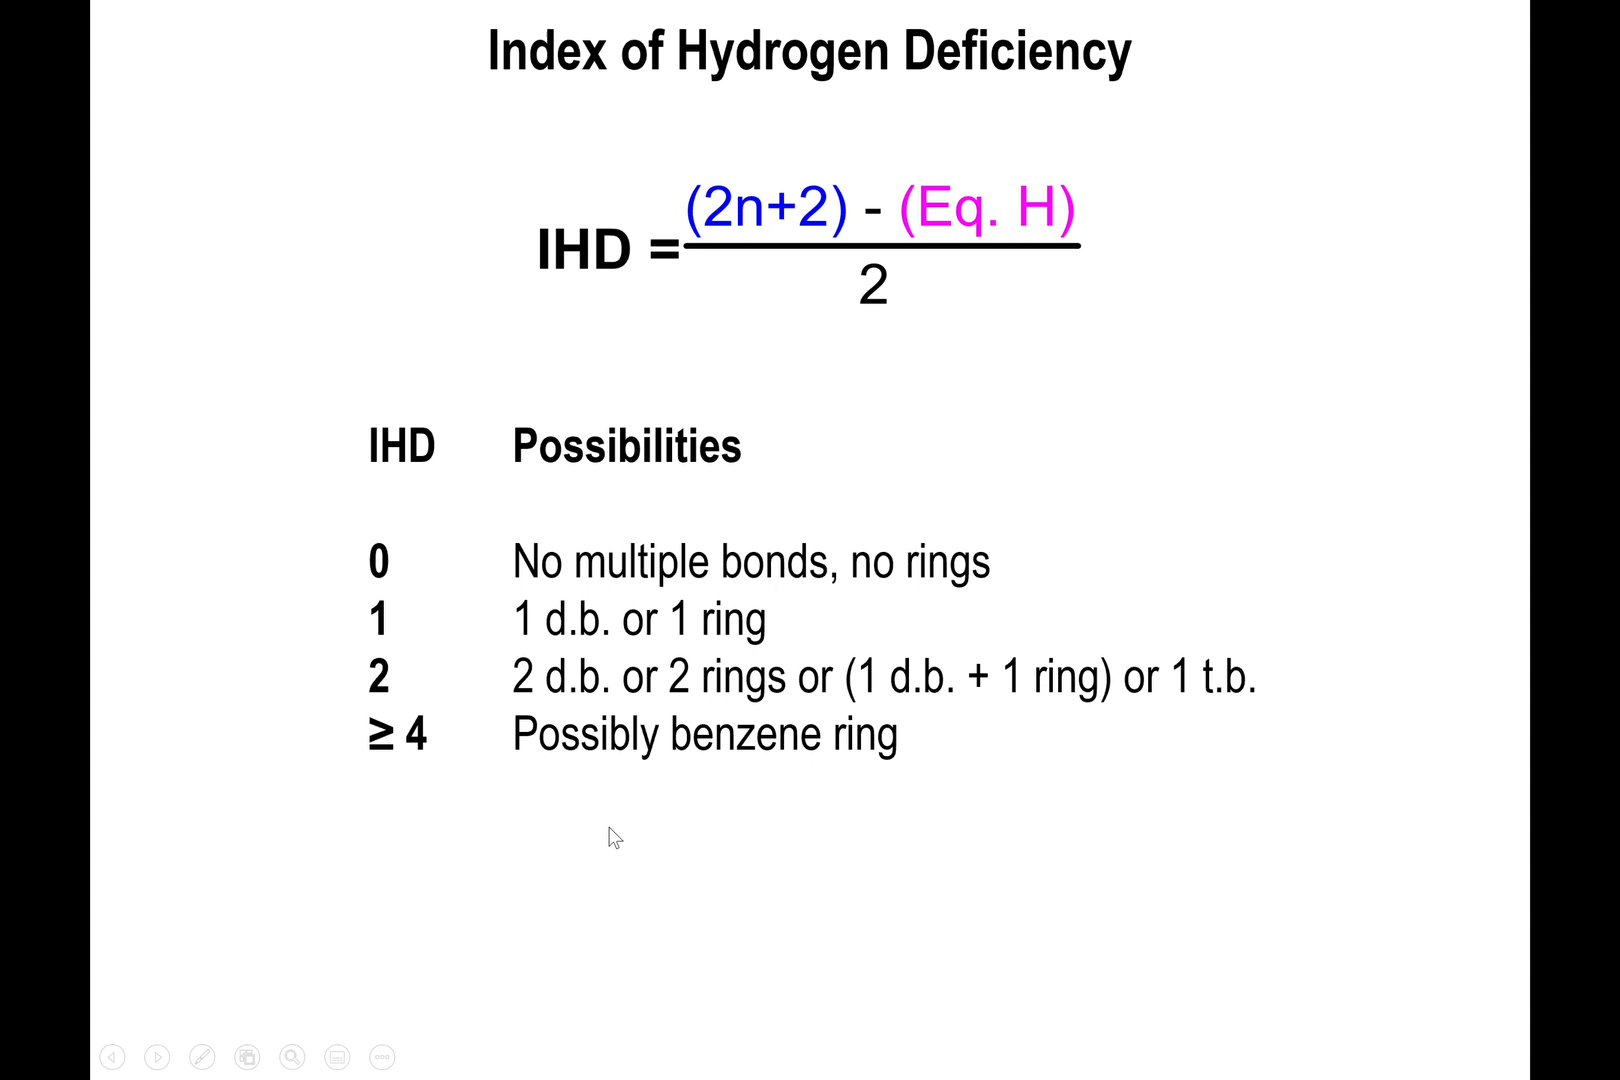 Index of Hydrogen Deficiency
(2n+2) - (Eq. H)
IHD =
2
IHD Possibilities
0 No multiple bonds, no rings
1 1 d.b. or 1 ring
2 2 d.b. or 2 rings or (1 d.b. + 1 ring) or 1 t.b.
≥ 4 Possibly benzene ring